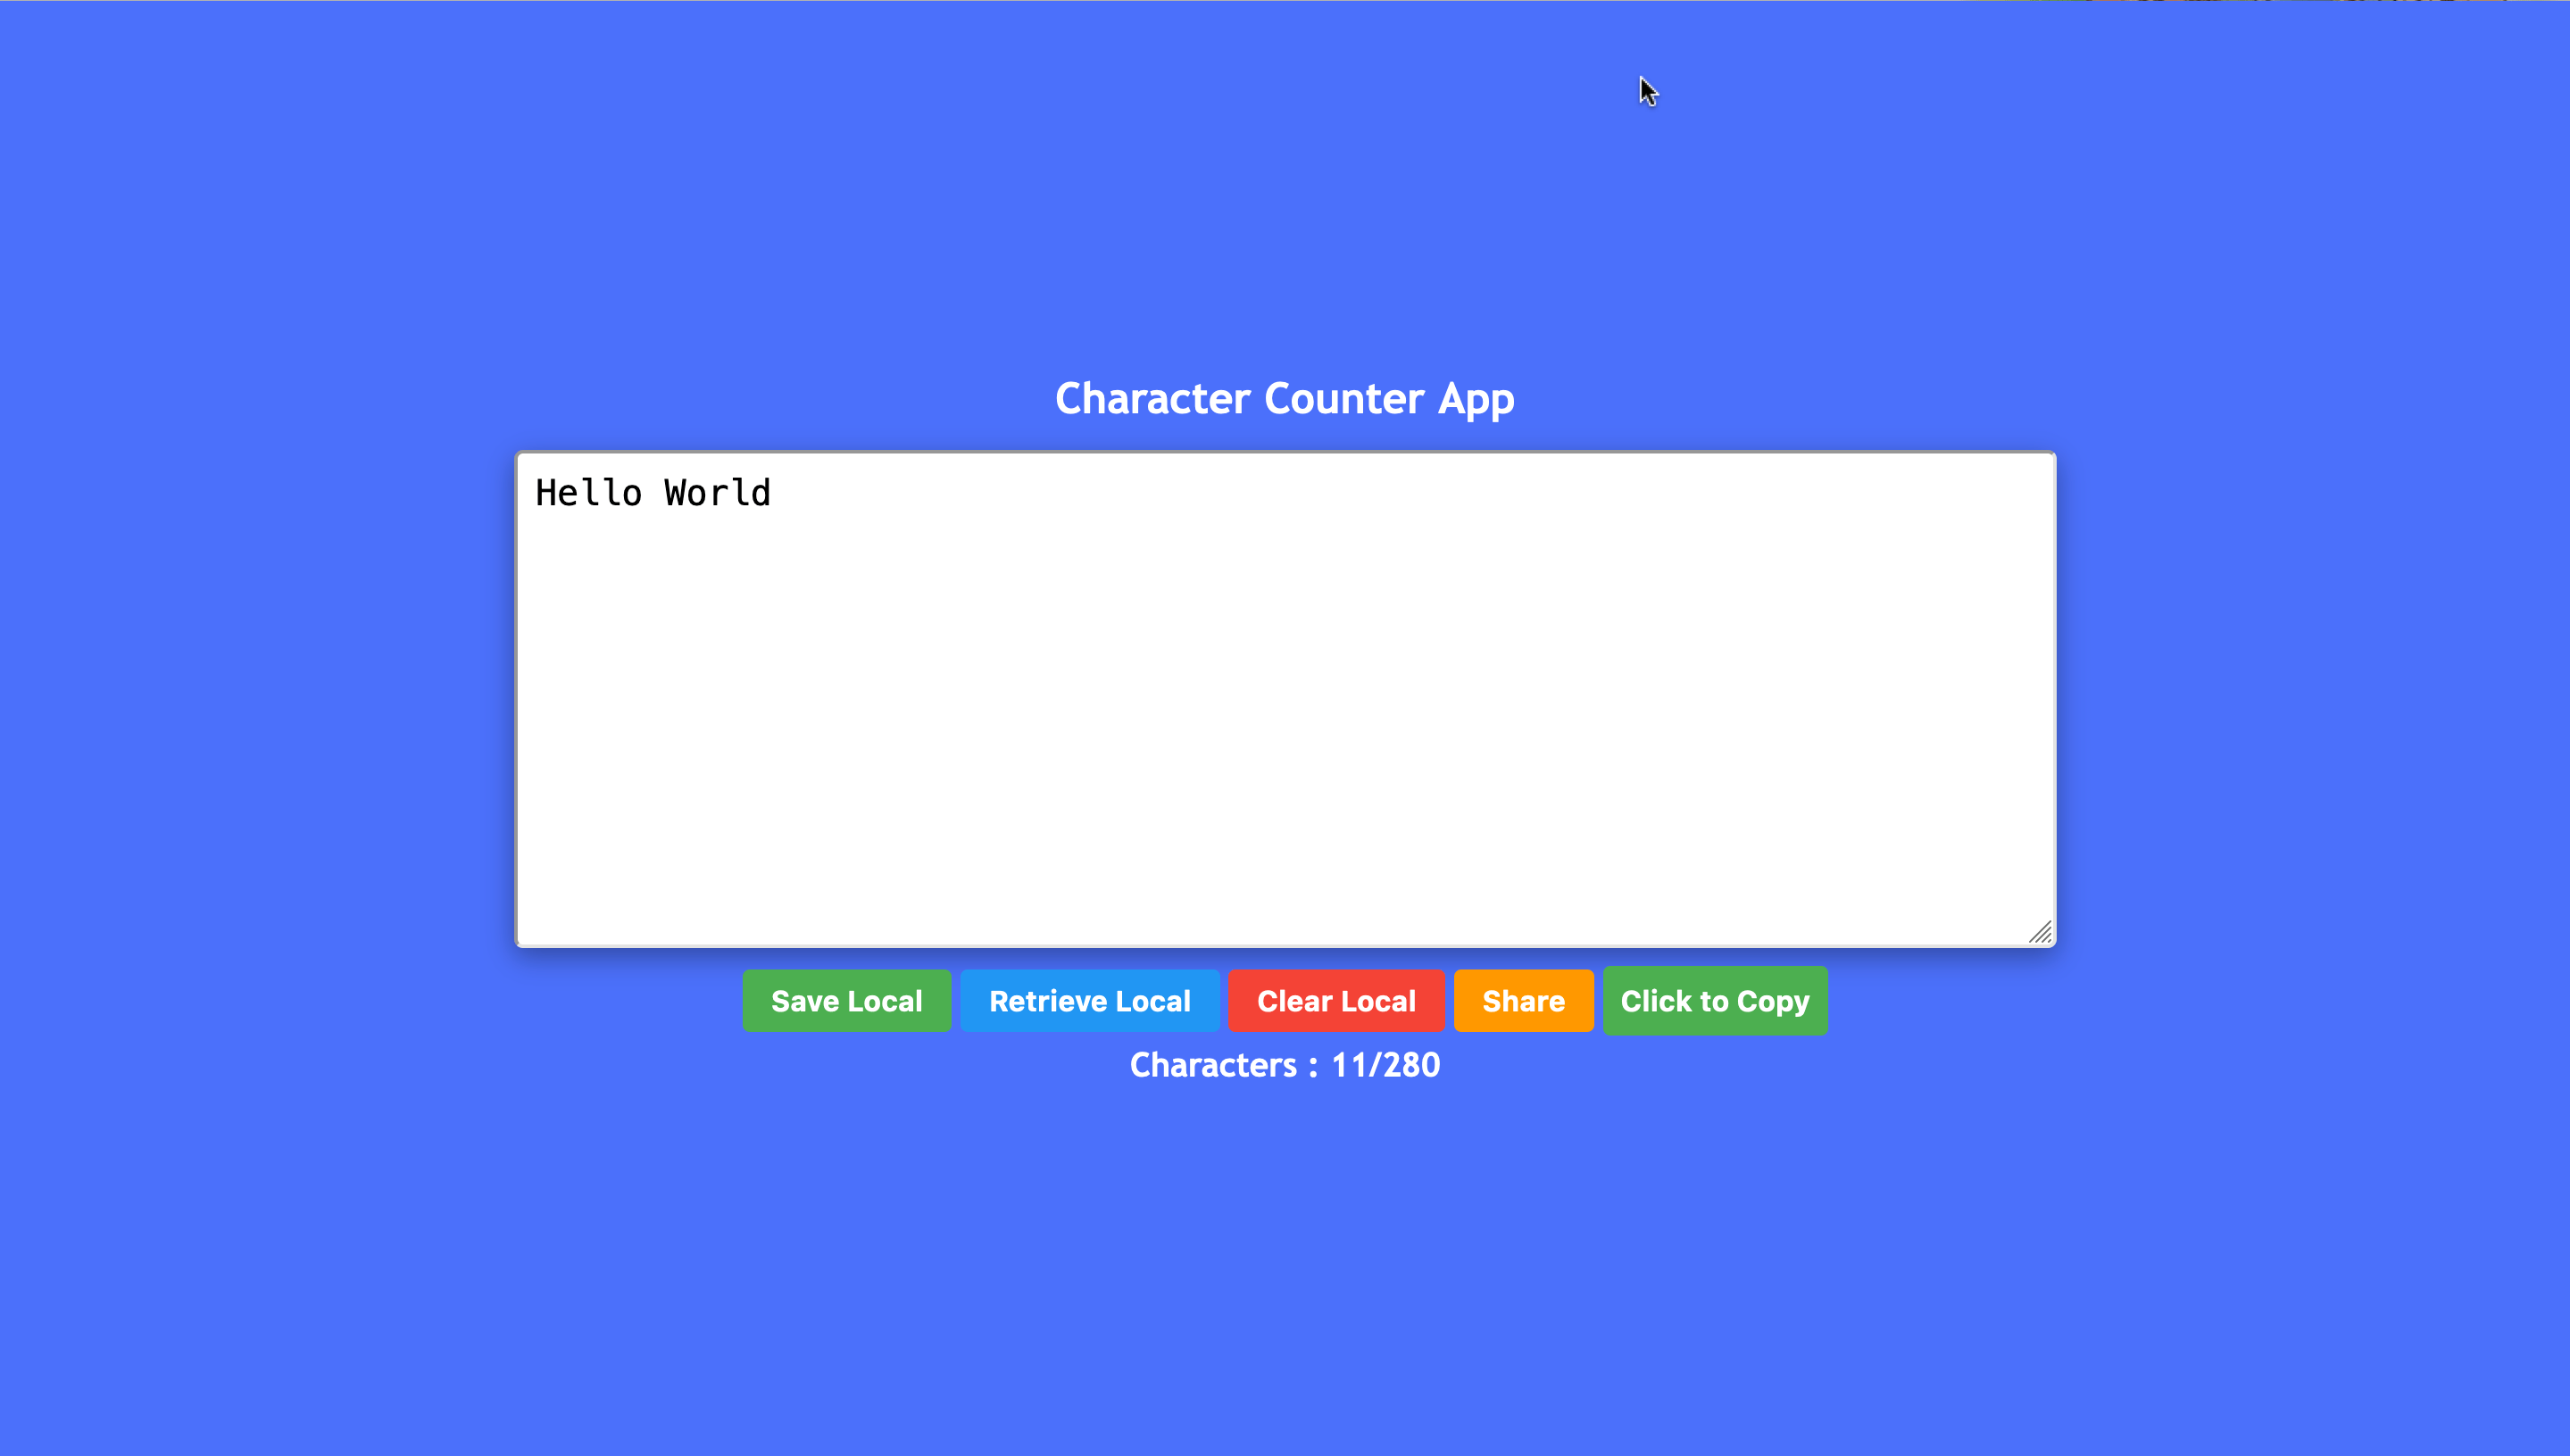 Character Counter App
Hello World
Save Local Retrieve Local Clear Local Share Click to Copy
Characters : 11/280